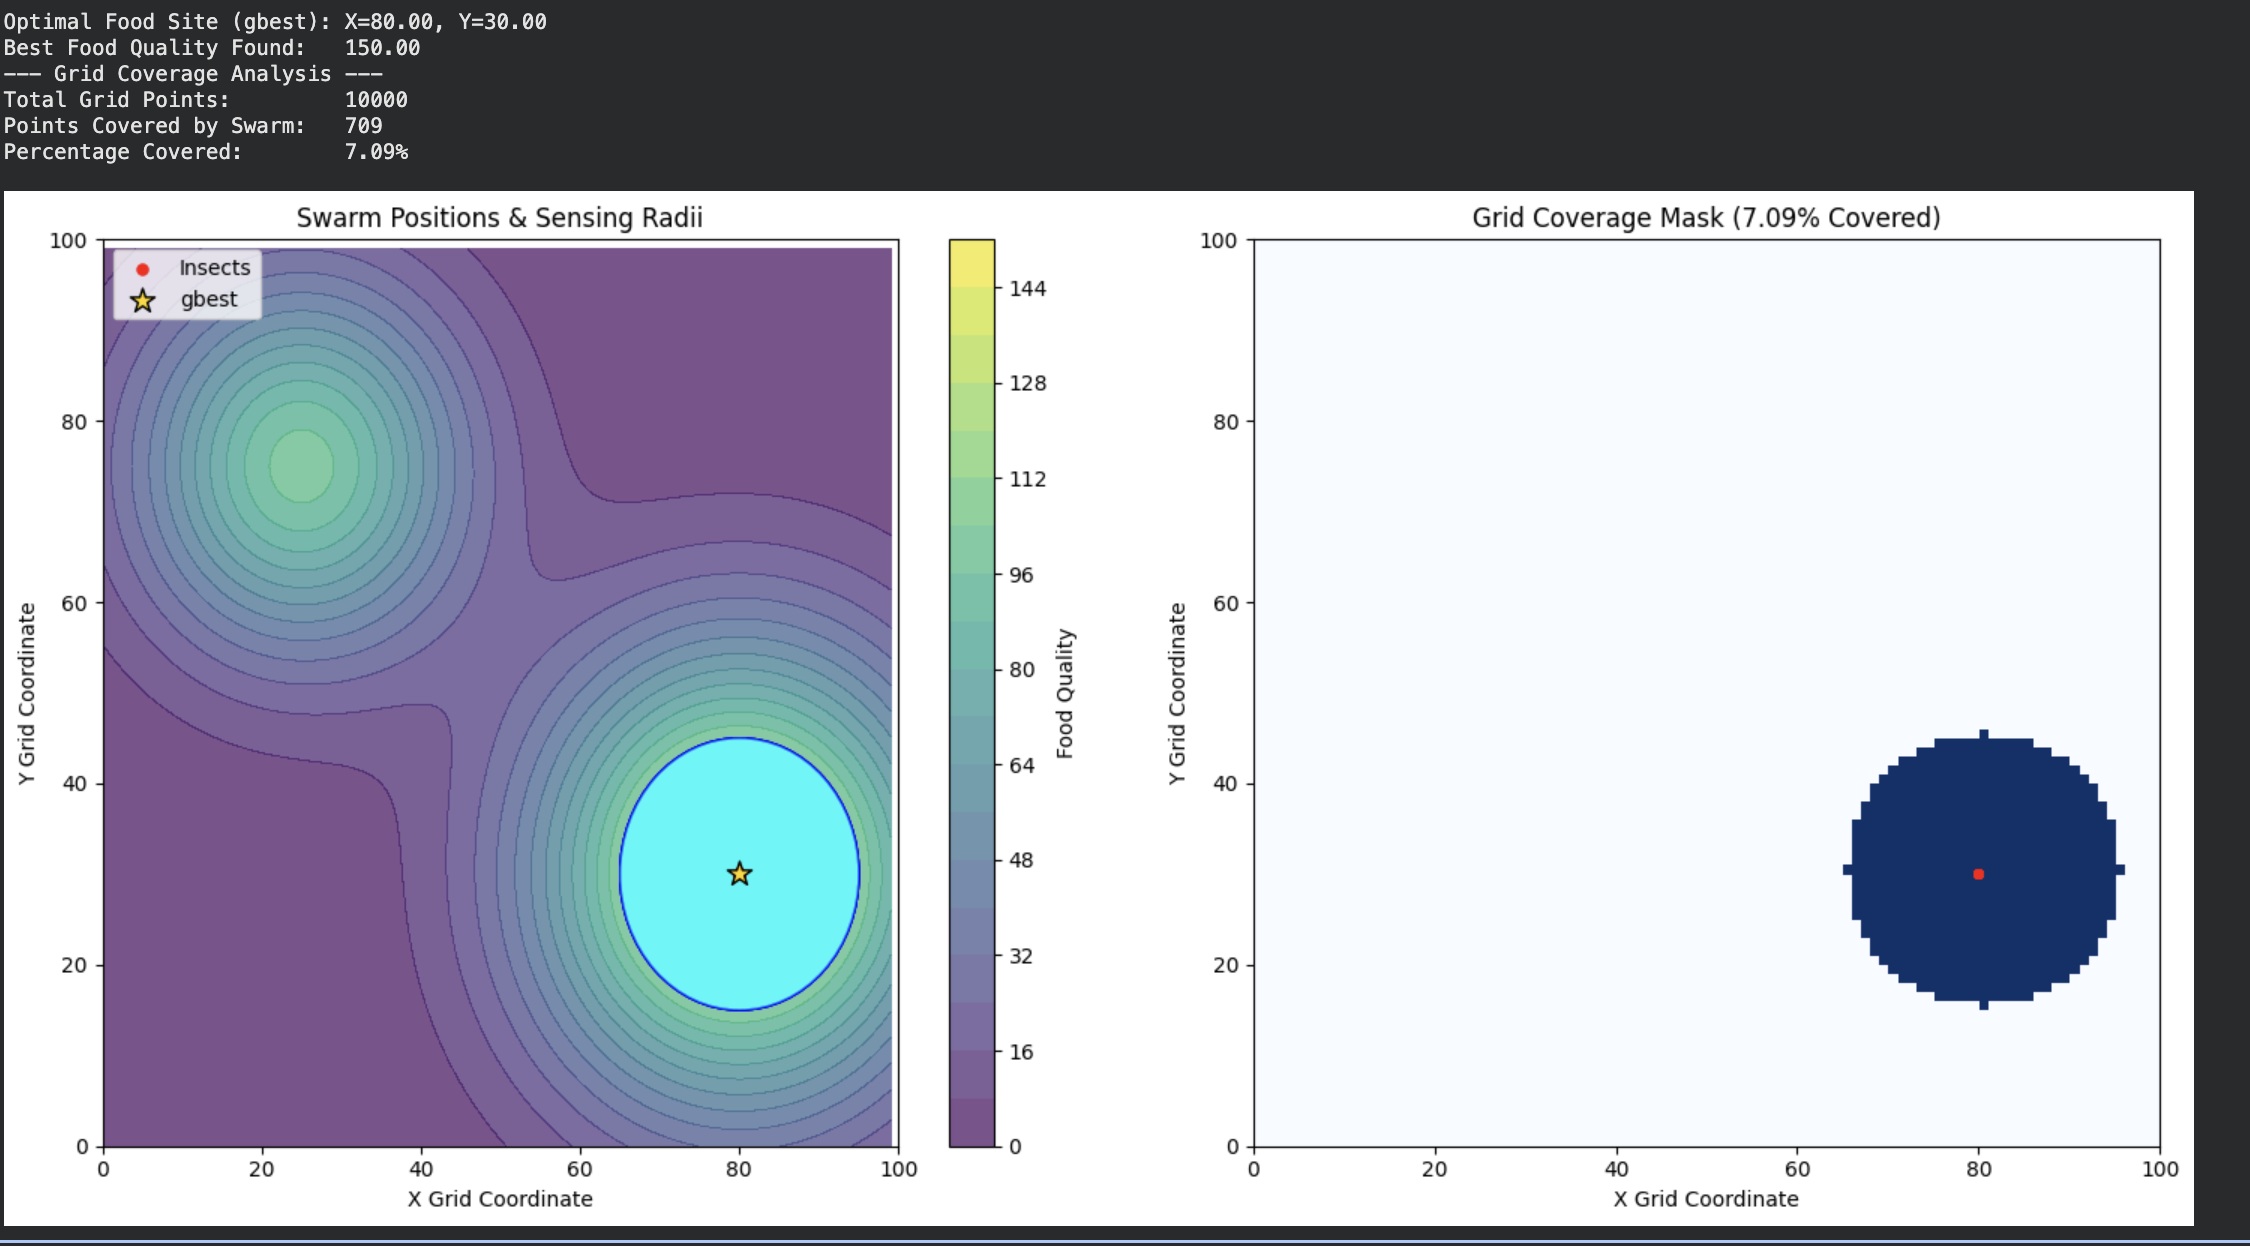 Optimal Food Site (gbest): X=80.00, Y=30.00
Best Food Quality Found:   150.00
--- Grid Coverage Analysis ---
Total Grid Points:         10000
Points Covered by Swarm:   709
Percentage Covered:        7.09%
Swarm Positions & Sensing Radii
Insects
gbest
100
80
60
40
20
0
Y Grid Coordinate
0 20 40 60 80 100
X Grid Coordinate
144
128
112
96
80
64
48
32
16
0
Food Quality
Grid Coverage Mask (7.09% Covered)
100
80
60
40
20
0
Y Grid Coordinate
0 20 40 60 80 100
X Grid Coordinate